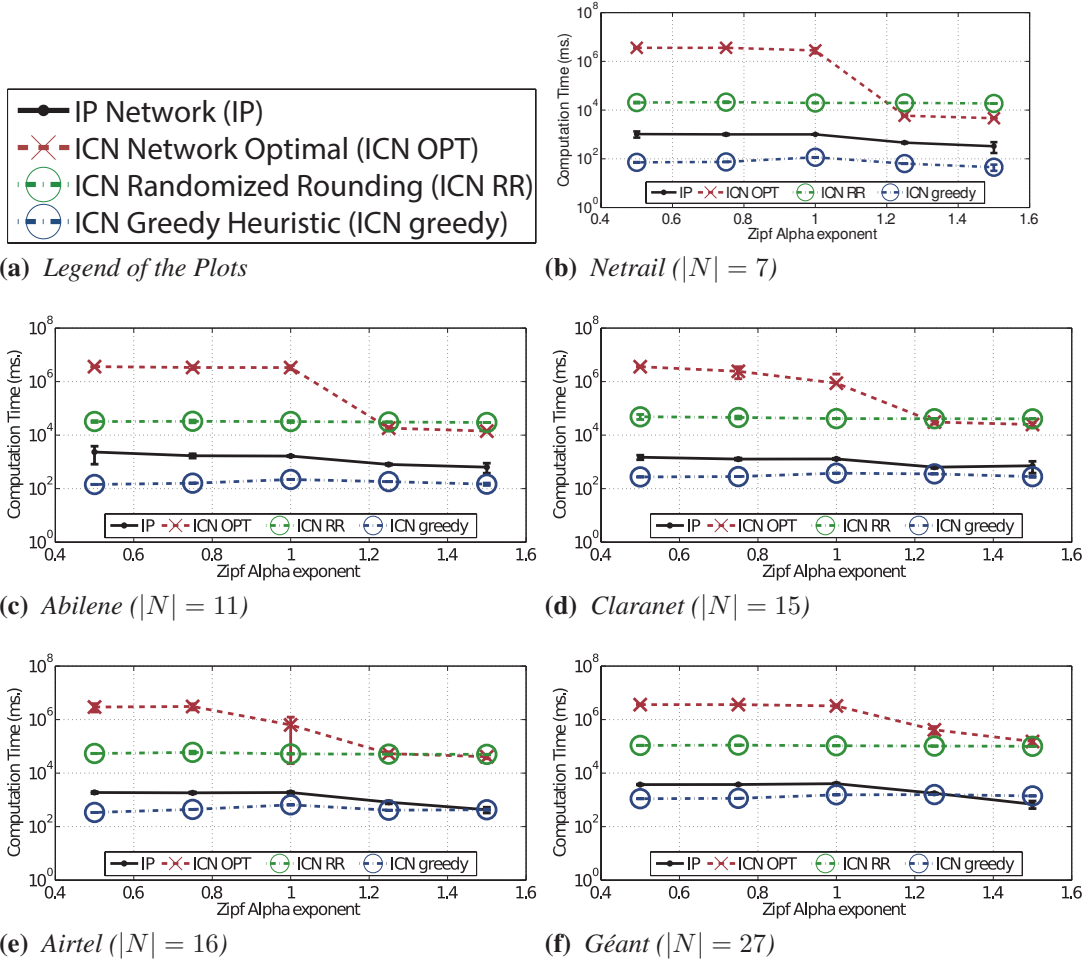 IP Network (IP)
ICN Network Optimal (ICN OPT)
ICN Randomized Rounding (ICN RR)
ICN Greedy Heuristic (ICN greedy)
(a) Legend of the Plots
Computation Time (ms.)
10^8
10^6
10^4
10^2
10^0
IP ICN OPT ICN RR ICN greedy
0.4 0.6 0.8 1 1.2 1.4 1.6
Zipf Alpha exponent
(b) Netrail (|N| = 7)
Computation Time (ms.)
10^8
10^6
10^4
10^2
10^0
IP ICN OPT ICN RR ICN greedy
0.4 0.6 0.8 1 1.2 1.4 1.6
Zipf Alpha exponent
(c) Abilene (|N| = 11)
Computation Time (ms.)
10^8
10^6
10^4
10^2
10^0
IP ICN OPT ICN RR ICN greedy
0.4 0.6 0.8 1 1.2 1.4 1.6
Zipf Alpha exponent
(d) Claranet (|N| = 15)
Computation Time (ms.)
10^8
10^6
10^4
10^2
10^0
IP ICN OPT ICN RR ICN greedy
0.4 0.6 0.8 1 1.2 1.4 1.6
Zipf Alpha exponent
(e) Airtel (|N| = 16)
Computation Time (ms.)
10^8
10^6
10^4
10^2
10^0
IP ICN OPT ICN RR ICN greedy
0.4 0.6 0.8 1 1.2 1.4 1.6
Zipf Alpha exponent
(f) Géant (|N| = 27)